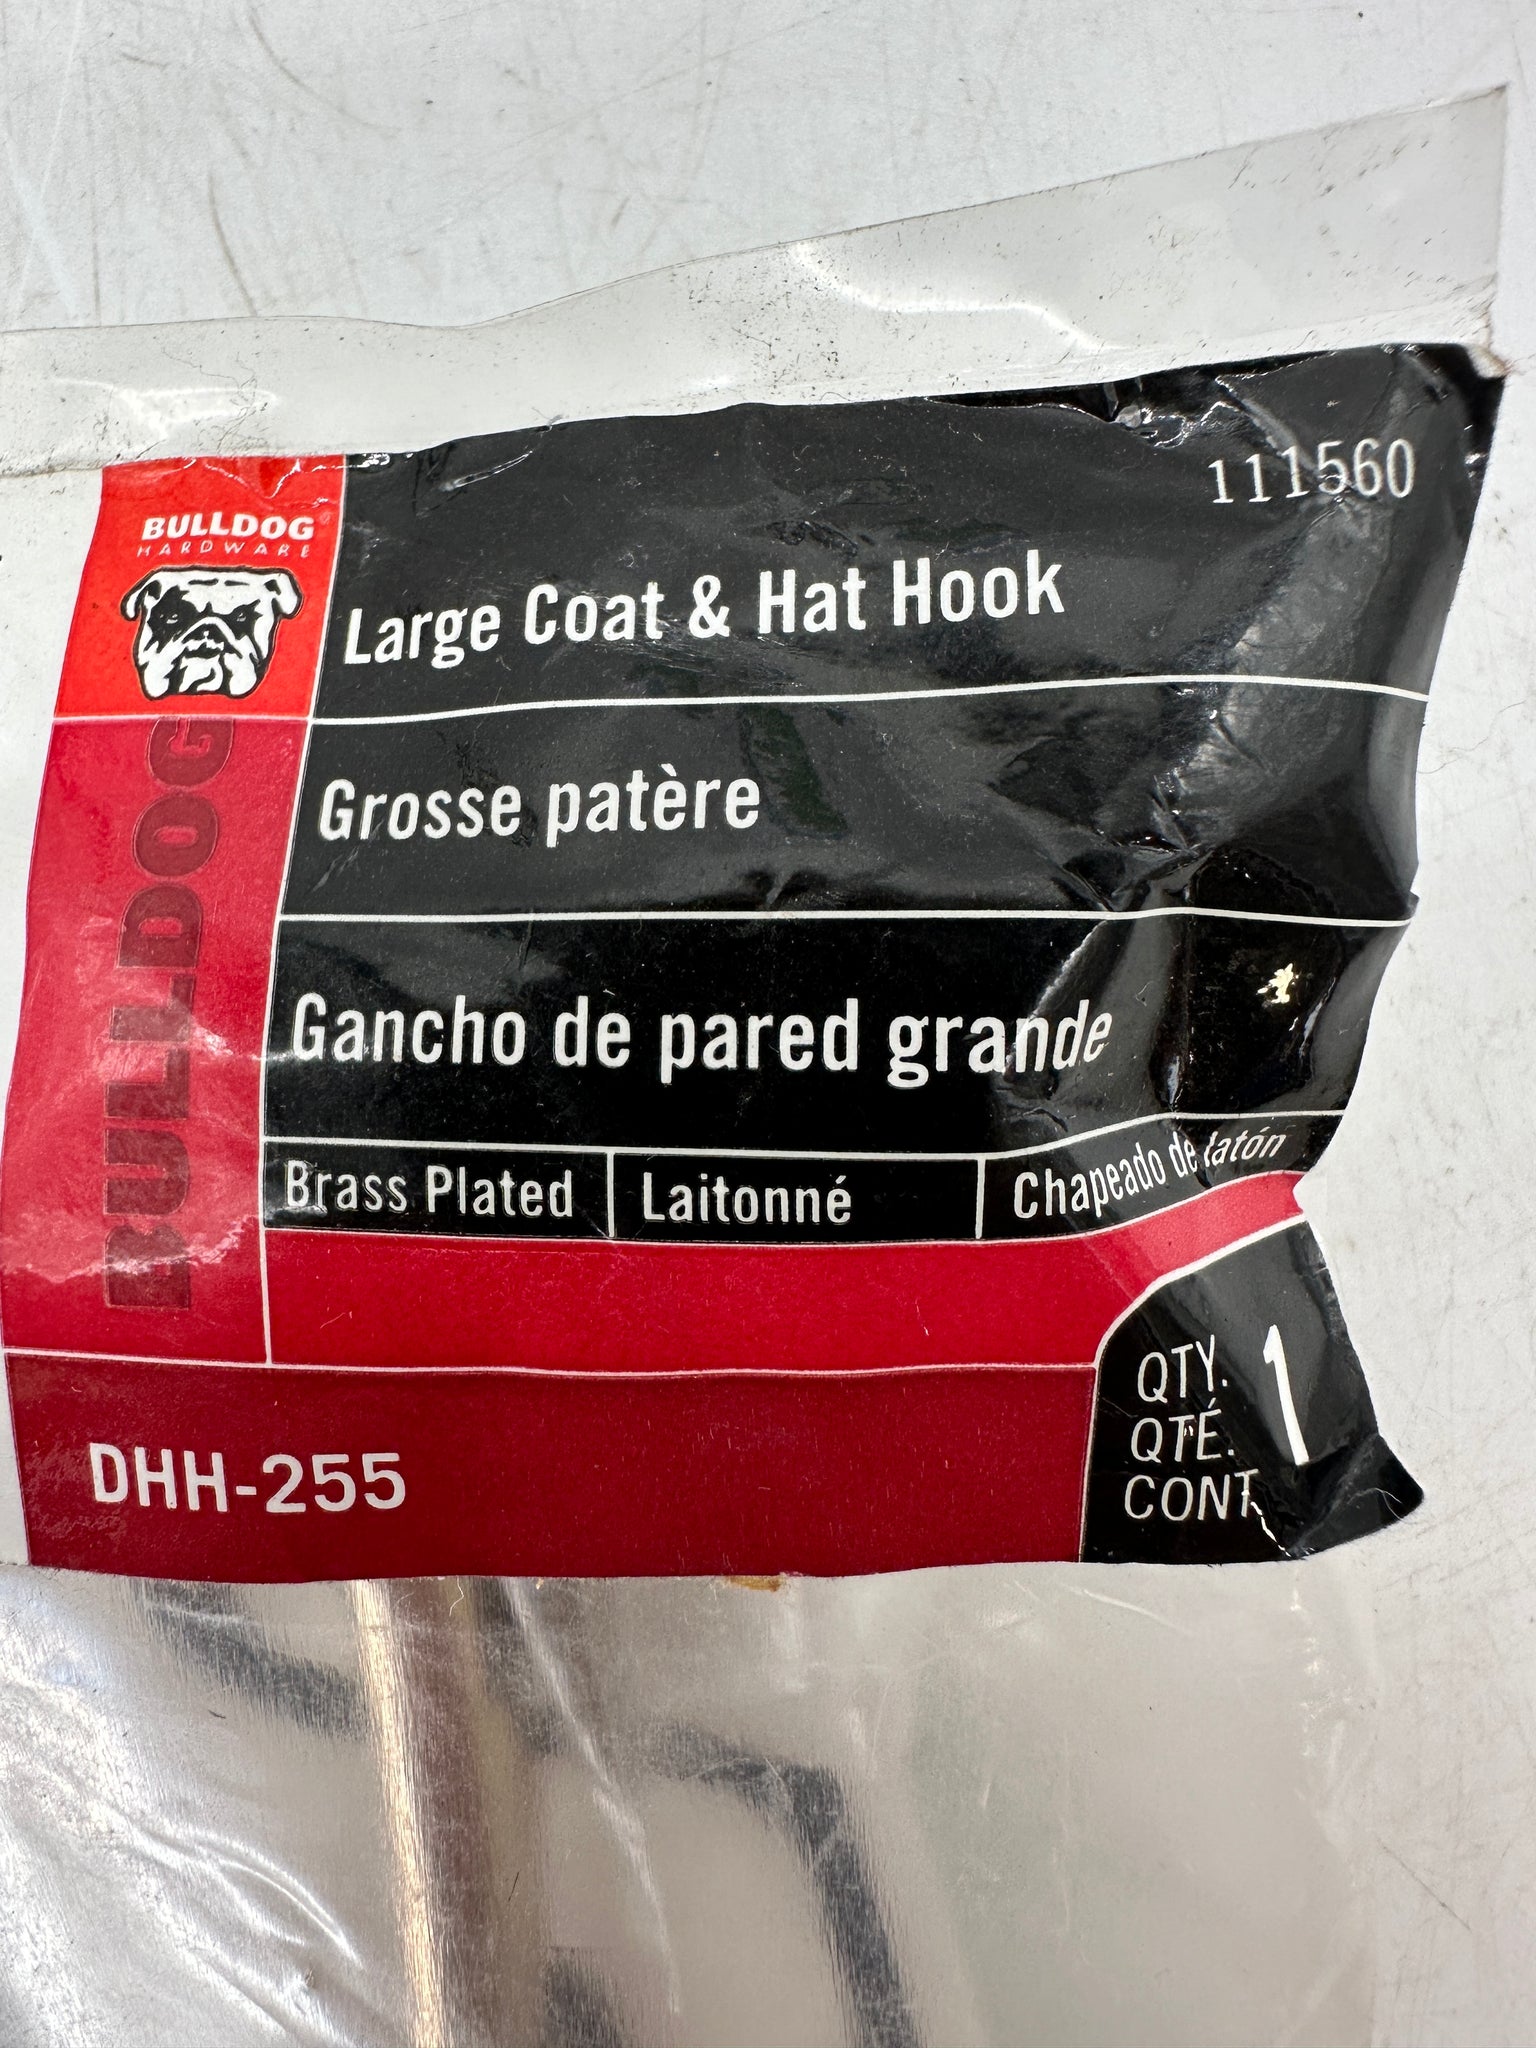 111560
BULLDOG®
HARDWARE
Large Coat & Hat Hook
BULLDOG
Grosse patère
Gancho de pared grande
Brass Plated
Laitonné
Chapeado de latón
DHH-255
QTY.
QTÉ.
CONT.
1